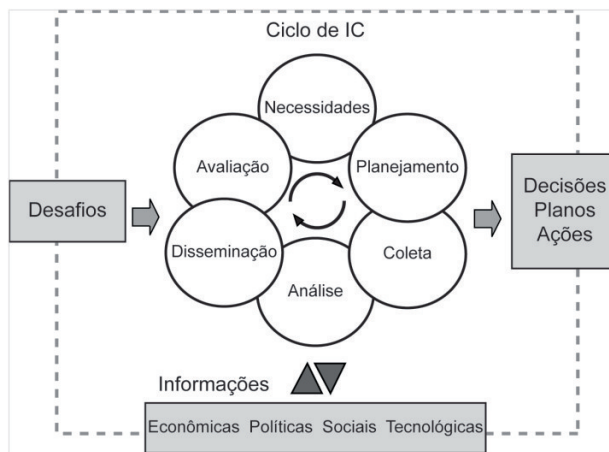 Ciclo de IC
Necessidades
Avaliação
Planejamento
Desafios
Decisões
Planos
Ações
Disseminação
Coleta
Análise
Informações
Econômicas Políticas Sociais Tecnológicas